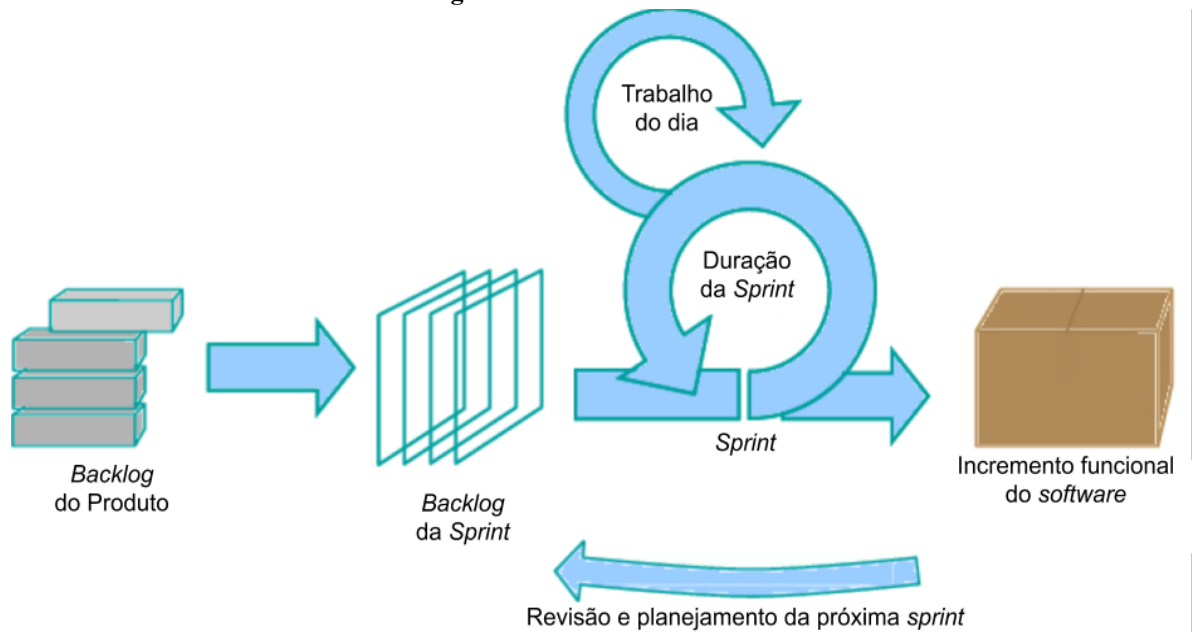 Trabalho
do dia
Duração
da Sprint
Backlog
do Produto
Backlog
da Sprint
Sprint
Incremento funcional
do software
Revisão e planejamento da próxima sprint